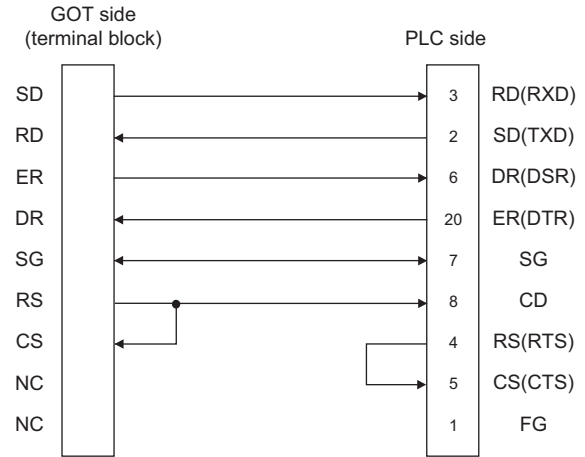 GOT side
(terminal block)
PLC side
SD 3 RD(RXD)
RD 2 SD(TXD)
ER 6 DR(DSR)
DR 20 ER(DTR)
SG 7 SG
RS 8 CD
CS 4 RS(RTS)
NC 5 CS(CTS)
NC 1 FG